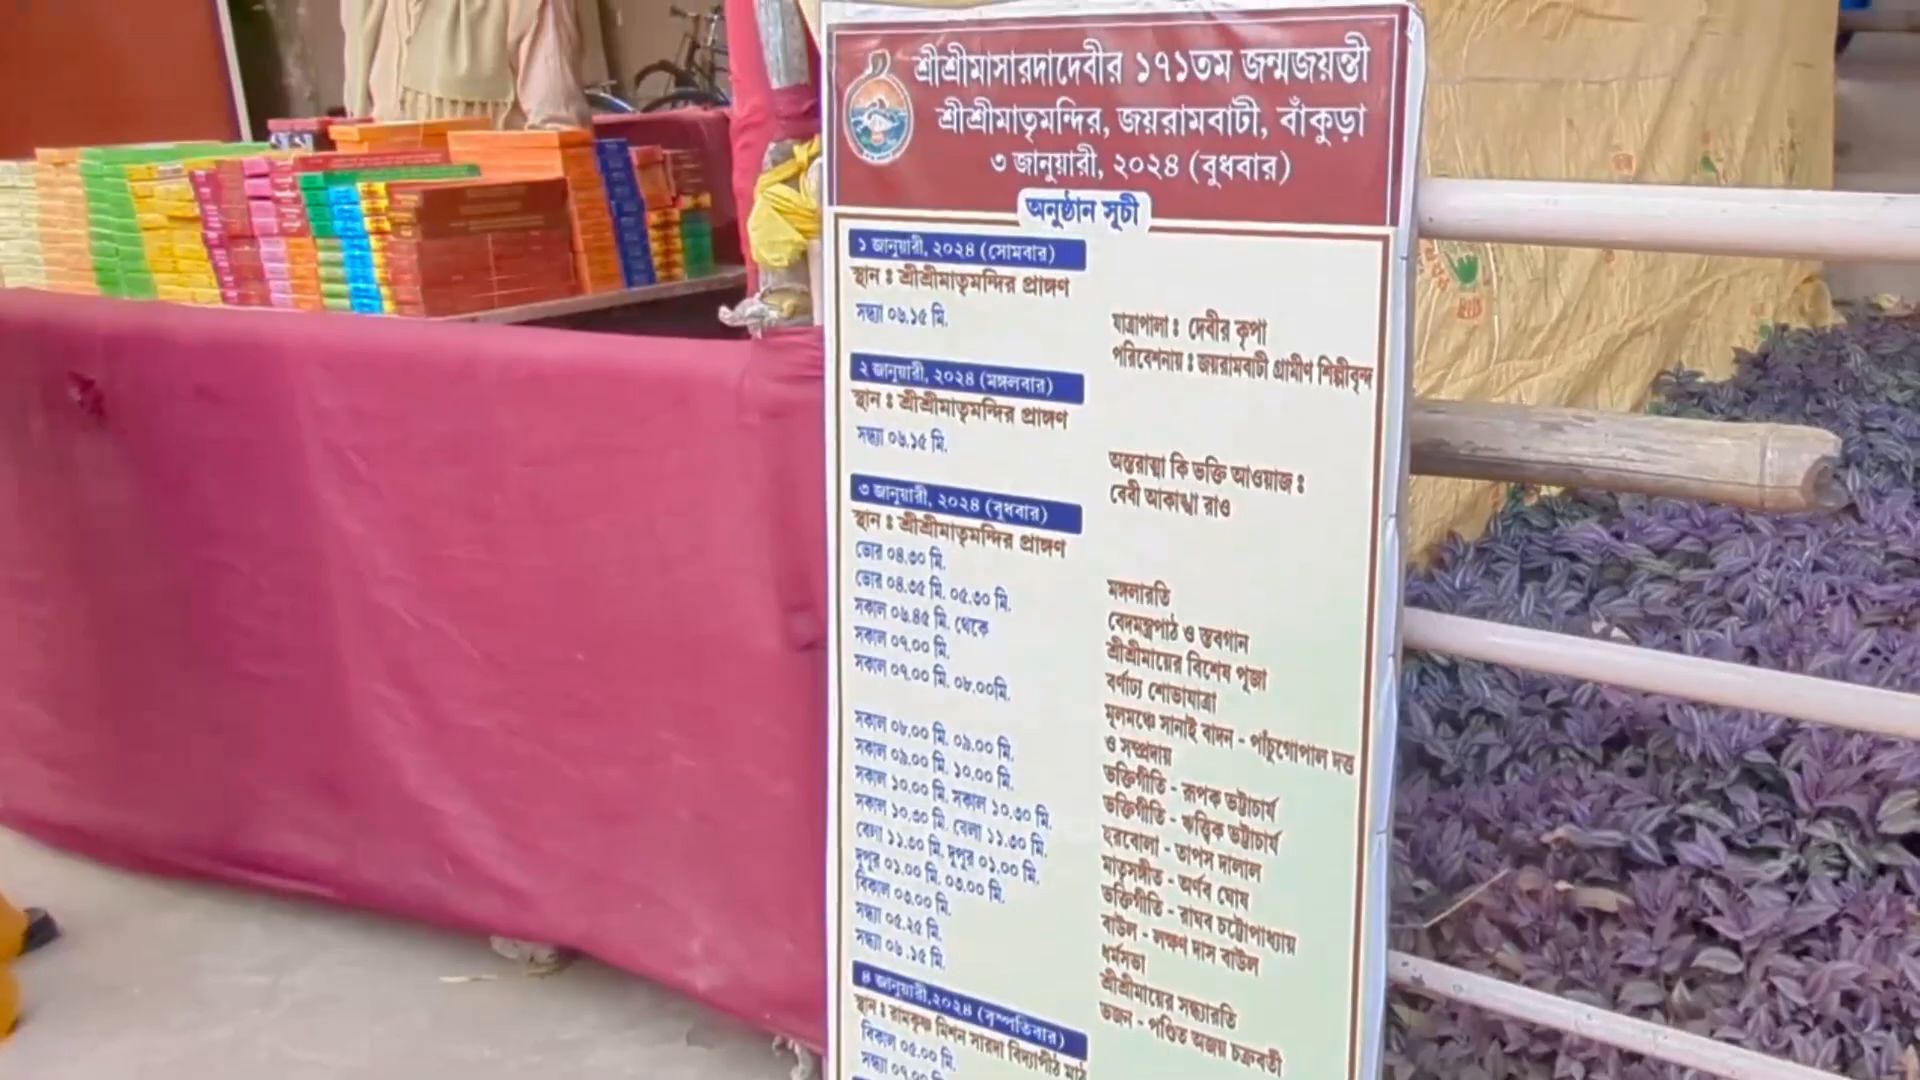 শ্রীশ্রীমাসারদাদেবীর ১৭১তম জন্মজয়ন্তী
শ্রীশ্রীমাতৃমন্দির, জয়রামবাটী, বাঁকুড়া
৩ জানুয়ারী, ২০২৪ (বুধবার)
অনুষ্ঠান সূচী
১ জানুয়ারী, ২০২৪ (সোমবার)
স্থান : শ্রীশ্রীমাতৃমন্দির প্রাঙ্গণ
সন্ধ্যা ০৬.১৫ মি.
যাত্রাপালা : দেবীর কৃপা
পরিবেশনায় : জয়রামবাটী গ্রামীণ শিল্পীবৃন্দ
২ জানুয়ারী, ২০২৪ (মঙ্গলবার)
স্থান : শ্রীশ্রীমাতৃমন্দির প্রাঙ্গণ
সন্ধ্যা ০৬.১৫ মি.
অন্তরাত্মা কি ভক্তি আওয়াজ :
বেবী আকাঙ্খা রাও
৩ জানুয়ারী, ২০২৪ (বুধবার)
স্থান : শ্রীশ্রীমাতৃমন্দির প্রাঙ্গণ
ভোর ০৪.৩০ মি.
মঙ্গলারতি
ভোর ০৪.৩৫ মি. ০৫.৩০ মি.
বেদমন্ত্রপাঠ ও স্তবগান
সকাল ০৬.৪৫ মি. থেকে
শ্রীশ্রীমায়ের বিশেষ পূজা
সকাল ০৭.০০ মি.
বর্ণাঢ্য শোভাযাত্রা
সকাল ০৭.০০ মি. ০৮.০০মি.
মূলমঞ্চে সানাই বাদন - পাঁচুগোপাল দত্ত
ও সম্প্রদায়
সকাল ০৮.০০ মি. ০৯.০০ মি.
ভক্তিগীতি - রূপক ভট্টাচার্য
সকাল ০৯.০০ মি. ১০.০০ মি.
ভক্তিগীতি - ঋত্বিক ভট্টাচার্য
সকাল ১০.০০ মি. সকাল ১০.৩০ মি.
হরবোলা - তাপস দালাল
সকাল ১০.৩০ মি. বেলা ১১.৩০ মি.
মাতৃসঙ্গীত - অর্ণব ঘোষ
বেলা ১১.৩০ মি. দুপুর ০১.০০ মি.
ভক্তিগীতি - রাঘব চট্টোপাধ্যায়
দুপুর ০১.০০ মি. ০৩.০০ মি.
বাউল - লক্ষণ দাস বাউল
বিকাল ০৩.০০ মি.
ধর্মসভা
সন্ধ্যা ০৫.২৫ মি.
শ্রীশ্রীমায়ের সন্ধ্যারতি
সন্ধ্যা ০৬.১৫ মি.
ভজন - পণ্ডিত অজয় চক্রবর্তী
৪ জানুয়ারী,২০২৪ (বৃহস্পতিবার)
স্থান : রামকৃষ্ণ মিশন সারদা বিদ্যাপীঠ মাঠ
বিকাল ০৫.০০ মি.
সন্ধ্যা ০৭.০০